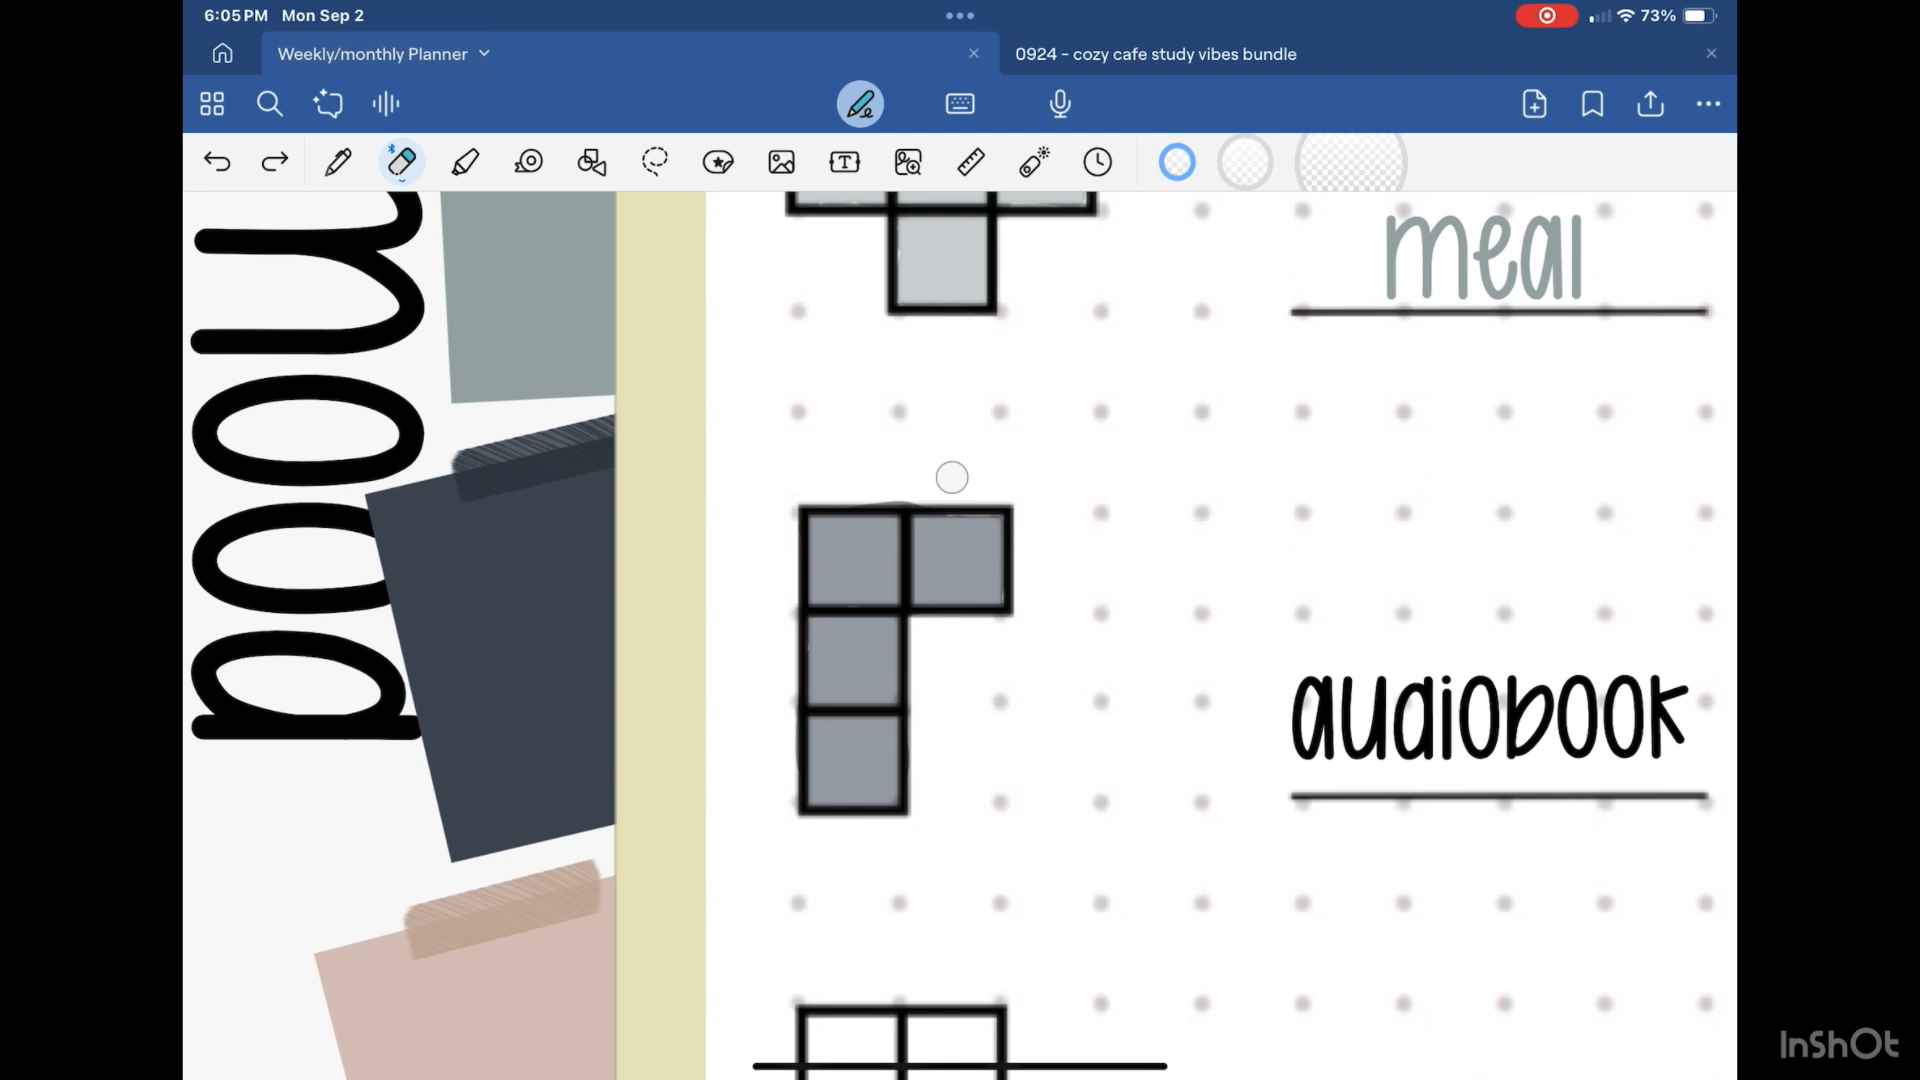 6:05 PM Mon Sep 2
73%
Weekly/monthly Planner
0924 - cozy cafe study vibes bundle
T
meal
mood
audiobook
InShOt